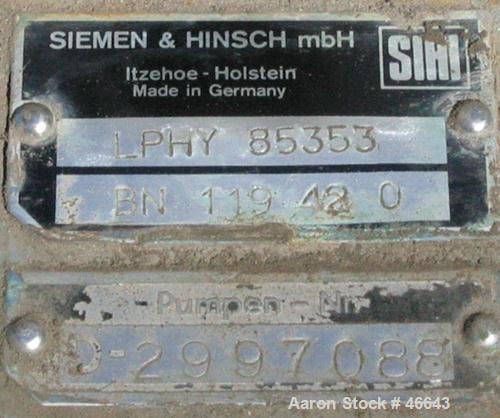 SIEMEN & HINSCH mbH
SIHI
Itzehoe - Holstein
Made in Germany
LPHY 85353
BN 119 42 0
Pumpen - Nr.
D-2997088
Aaron Stock # 46643